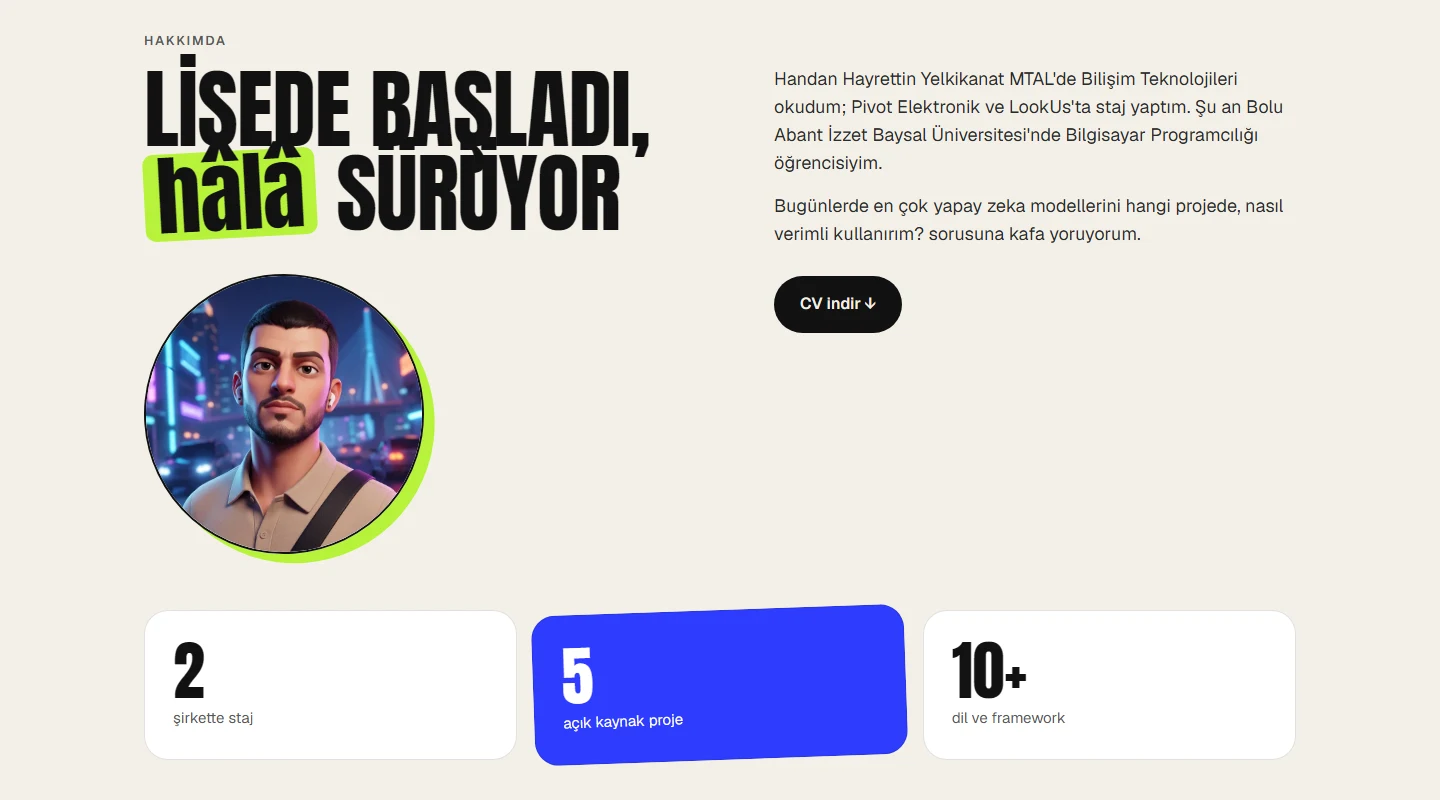 HAKKIMDA
LİSEDE BAŞLADI,
hâlâ SÜRÜYOR
Handan Hayrettin Yelkikanat MTAL'de Bilişim Teknolojileri
okudum; Pivot Elektronik ve LookUs'ta staj yaptım. Şu an Bolu
Abant İzzet Baysal Üniversitesi'nde Bilgisayar Programcılığı
öğrencisiyim.
Bugünlerde en çok yapay zeka modellerini hangi projede, nasıl
verimli kullanırım? sorusuna kafa yoruyorum.
CV indir ↓
2
şirkette staj
5
açık kaynak proje
10+
dil ve framework